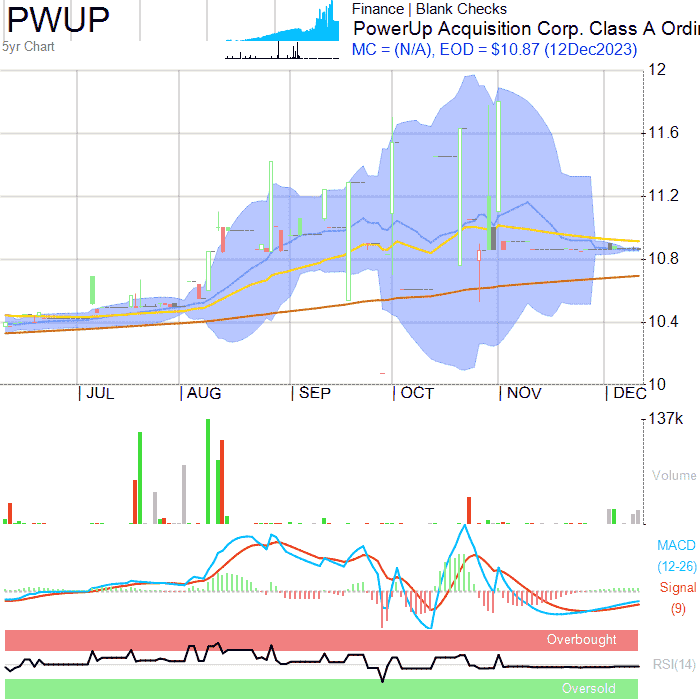 PWUP
5yr Chart
Finance | Blank Checks
PowerUp Acquisition Corp. Class A Ordi
MC = (N/A), EOD = $10.87 (12Dec2023)
12
11.6
11.2
10.8
10.4
10
| JUL | AUG | SEP | OCT | NOV | DEC
137k
Volume
MACD
(12-26)
Signal
(9)
Overbought
RSI(14)
Oversold